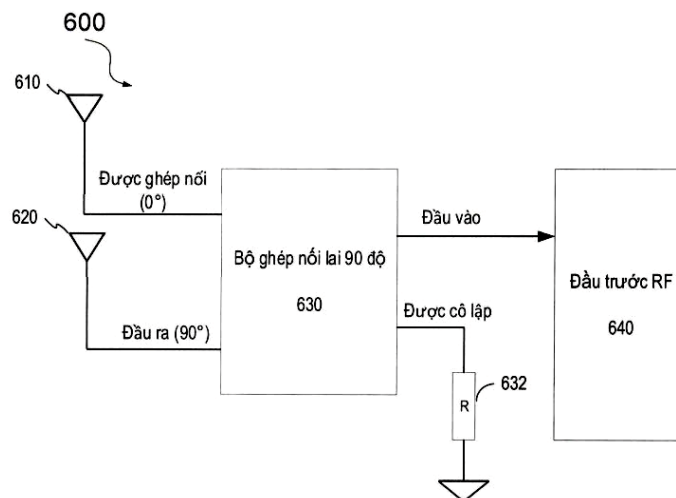 600
610
Được ghép nối
(0°)
620
Đầu ra (90°)
Bộ ghép nối lai 90 độ
630
Đầu vào
Được cô lập
R
632
Đầu trước RF
640